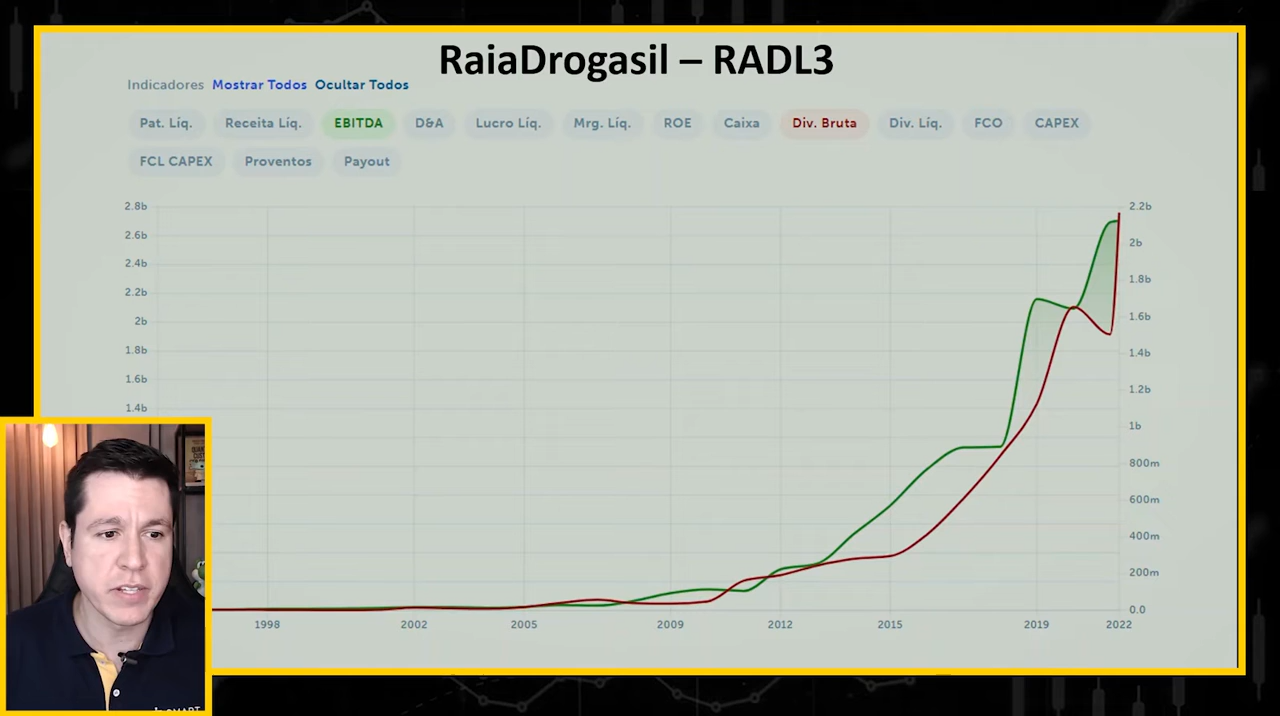 RaiaDrogasil – RADL3
Indicadores Mostrar Todos Ocultar Todos
Pat. Líq. Receita Líq. EBITDA D&A Lucro Líq. Mrg. Líq. ROE Caixa Div. Bruta Div. Líq. FCO CAPEX
FCL CAPEX Proventos Payout
2.8b 2.2b
2.6b
2b
2.4b
2.2b 1.8b
2b 1.6b
1.8b 1.4b
1.6b 1.2b
1.4b
1b
800m
600m
400m
200m
0.0
1998 2002 2005 2009 2012 2015 2019 2022